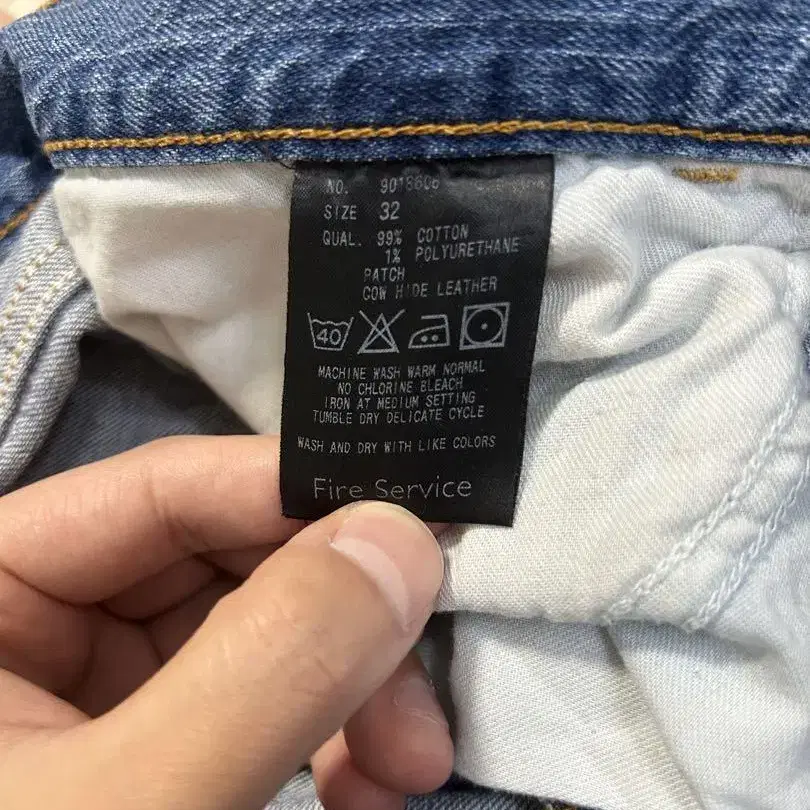 NO. 9018606
SIZE 32
QUAL. 99% COTTON
1% POLYURETHANE
PATCH
COW HIDE LEATHER
40
MACHINE WASH WARM NORMAL
NO CHLORINE BLEACH
IRON AT MEDIUM SETTING
TUMBLE DRY DELICATE CYCLE
WASH AND DRY WITH LIKE COLORS
Fire Service